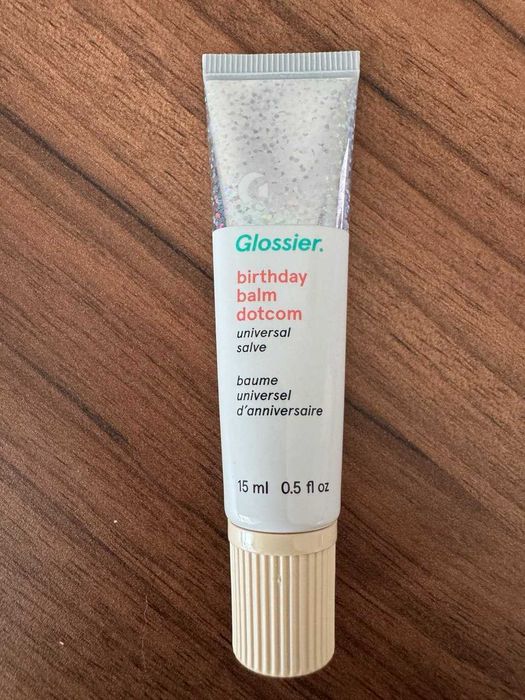 Glossier.
birthday
balm
dotcom
universal
salve
baume
universel
d'anniversaire
15 ml 0.5 fl oz